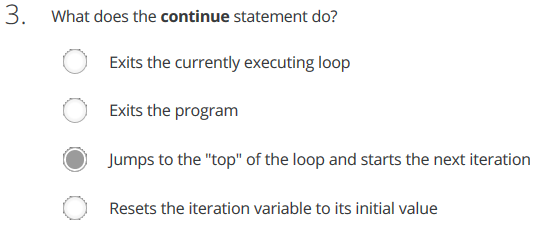 3. What does the continue statement do?
Exits the currently executing loop
Exits the program
Jumps to the "top" of the loop and starts the next iteration
Resets the iteration variable to its initial value